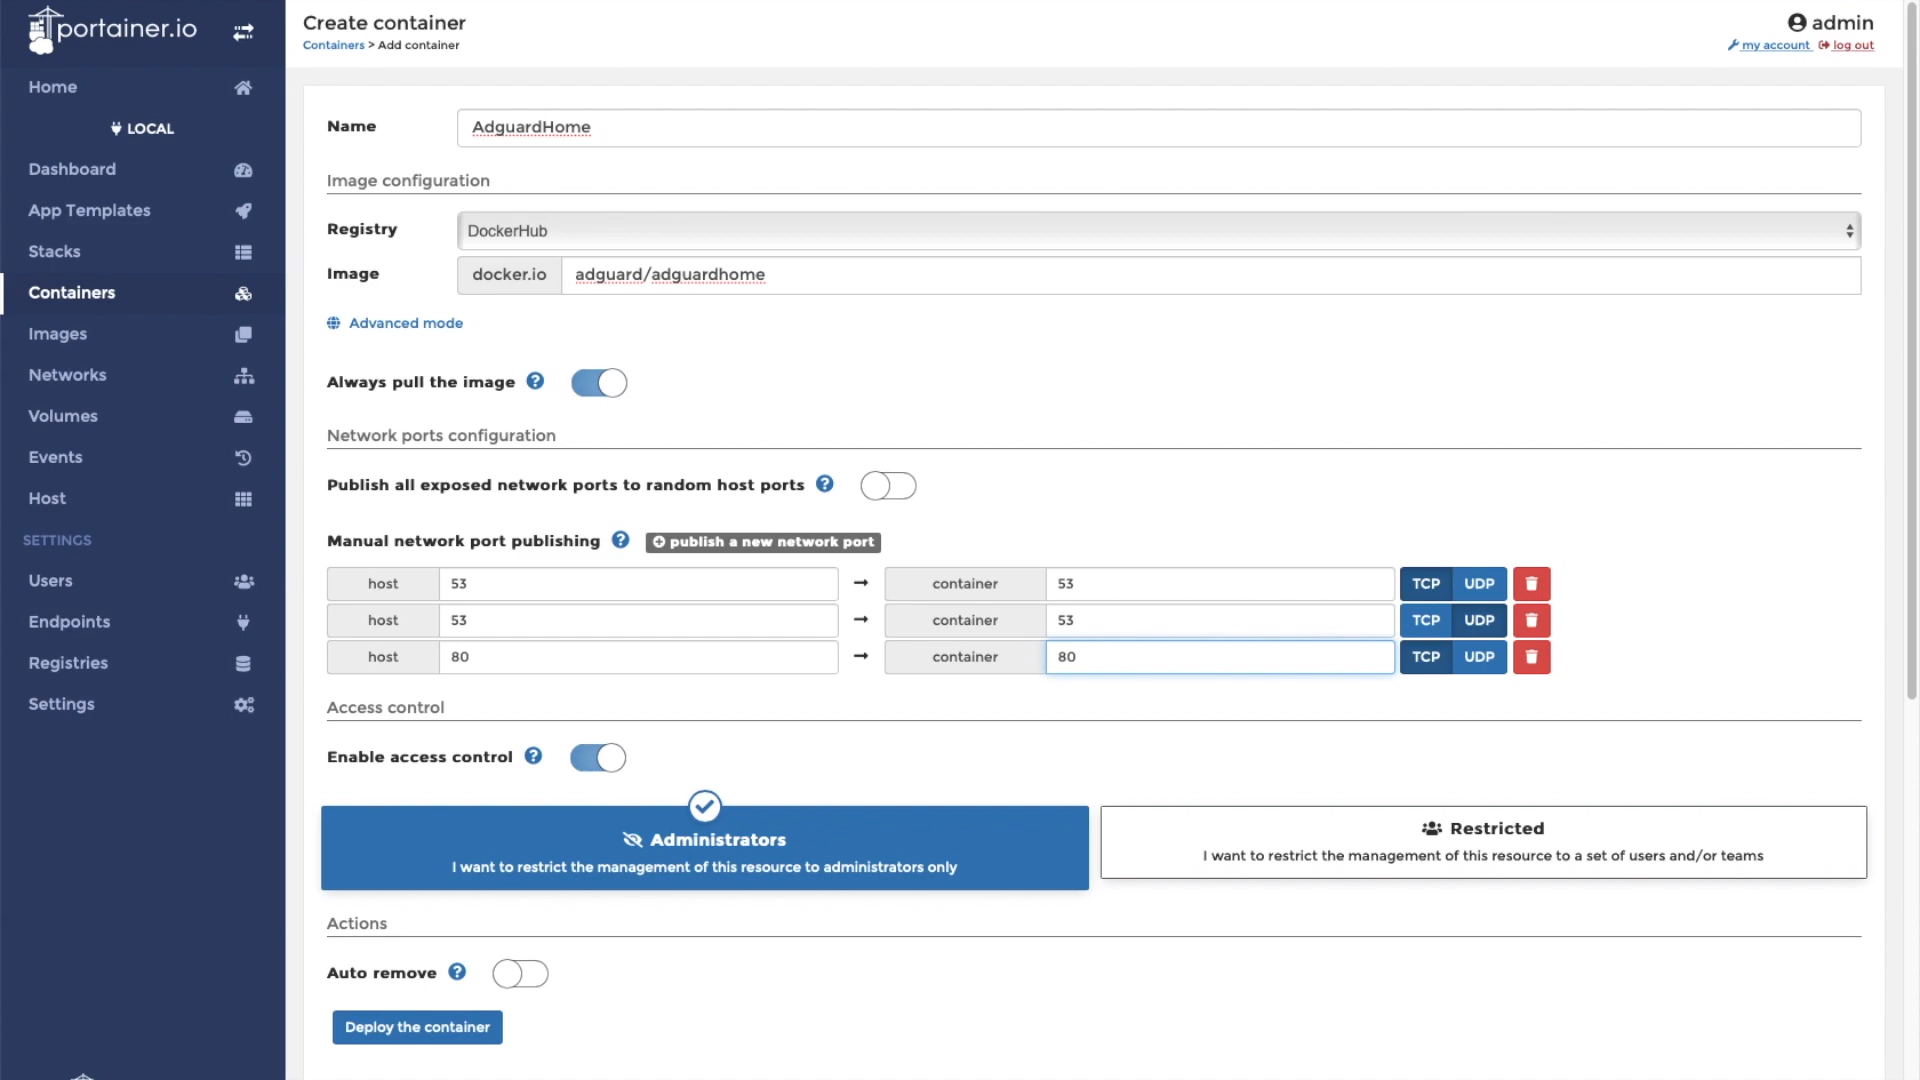 portainer.io
Home
LOCAL
Dashboard
App Templates
Stacks
Containers
Images
Networks
Volumes
Events
Host
SETTINGS
Users
Endpoints
Registries
Settings
Create container
Containers > Add container
admin
my account log out
Name AdguardHome
Image configuration
Registry DockerHub
Image docker.io adguard/adguardhome
Advanced mode
Always pull the image ?
Network ports configuration
Publish all exposed network ports to random host ports ?
Manual network port publishing ? publish a new network port
host 53 → container 53 TCP UDP
host 53 → container 53 TCP UDP
host 80 → container 80 TCP UDP
Access control
Enable access control ?
Administrators
I want to restrict the management of this resource to administrators only
Restricted
I want to restrict the management of this resource to a set of users and/or teams
Actions
Auto remove ?
Deploy the container